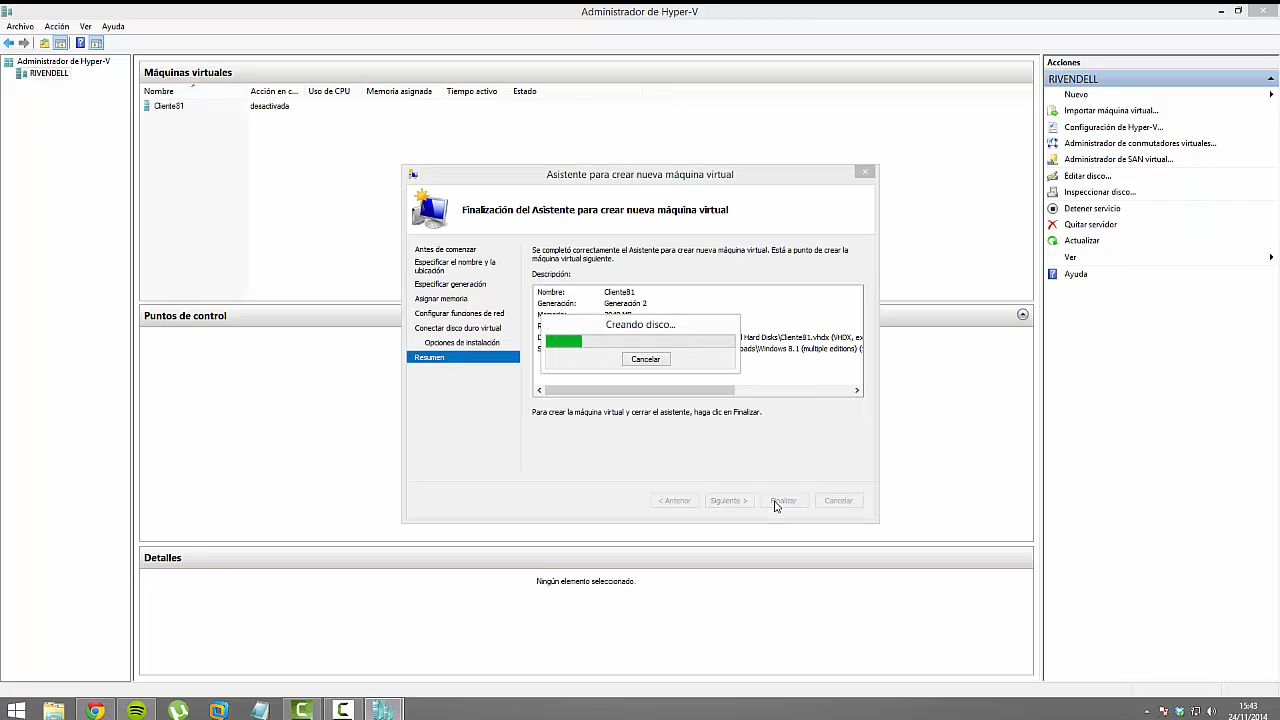 Administrador de Hyper-V
Archivo Acción Ver Ayuda
Administrador de Hyper-V
RIVENDELL
Máquinas virtuales
Nombre Acción en c... Uso de CPU Memoria asignada Tiempo activo Estado
Cliente81 desactivada
Puntos de control
Detalles
Ningún elemento seleccionado.
Asistente para crear nueva máquina virtual
Finalización del Asistente para crear nueva máquina virtual
Antes de comenzar
Especificar el nombre y la
ubicación
Especificar generación
Asignar memoria
Configurar funciones de red
Conectar disco duro virtual
Opciones de instalación
Resumen
Se completó correctamente el Asistente para crear nueva máquina virtual. Está a punto de crear la
máquina virtual siguiente.
Descripción:
Nombre: Cliente81
Generación: Generación 2
Hard Disks\Cliente81.vhdx (VHDX, ex
oads\Windows 8.1 (multiple editions) (
Creando disco...
Cancelar
Para crear la máquina virtual y cerrar el asistente, haga clic en Finalizar.
< Anterior Siguiente > Finalizar Cancelar
Acciones
RIVENDELL
Nuevo
Importar máquina virtual...
Configuración de Hyper-V...
Administrador de conmutadores virtuales...
Administrador de SAN virtual...
Editar disco...
Inspeccionar disco...
Detener servicio
Quitar servidor
Actualizar
Ver
Ayuda
15:43
24/11/2014